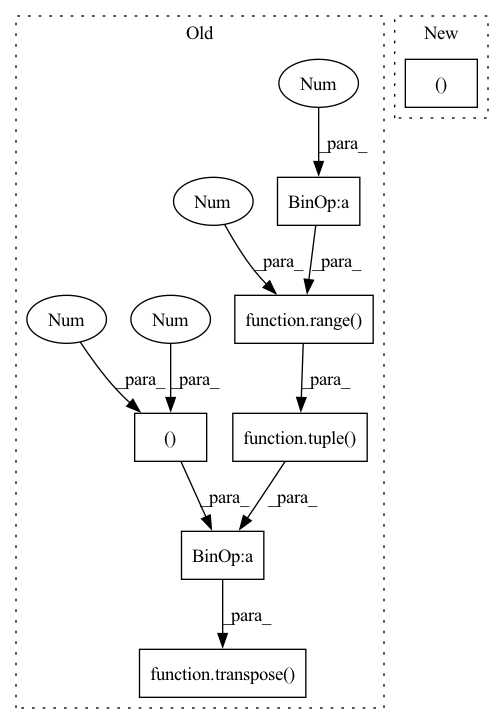 Old
New
Num
()
_para_
Num
BinOp:a
_para_
_para_
Num
Num
function.range()
_para_
_para_
_para_
()
function.tuple()
_para_
_para_
BinOp:a
_para_
function.transpose()